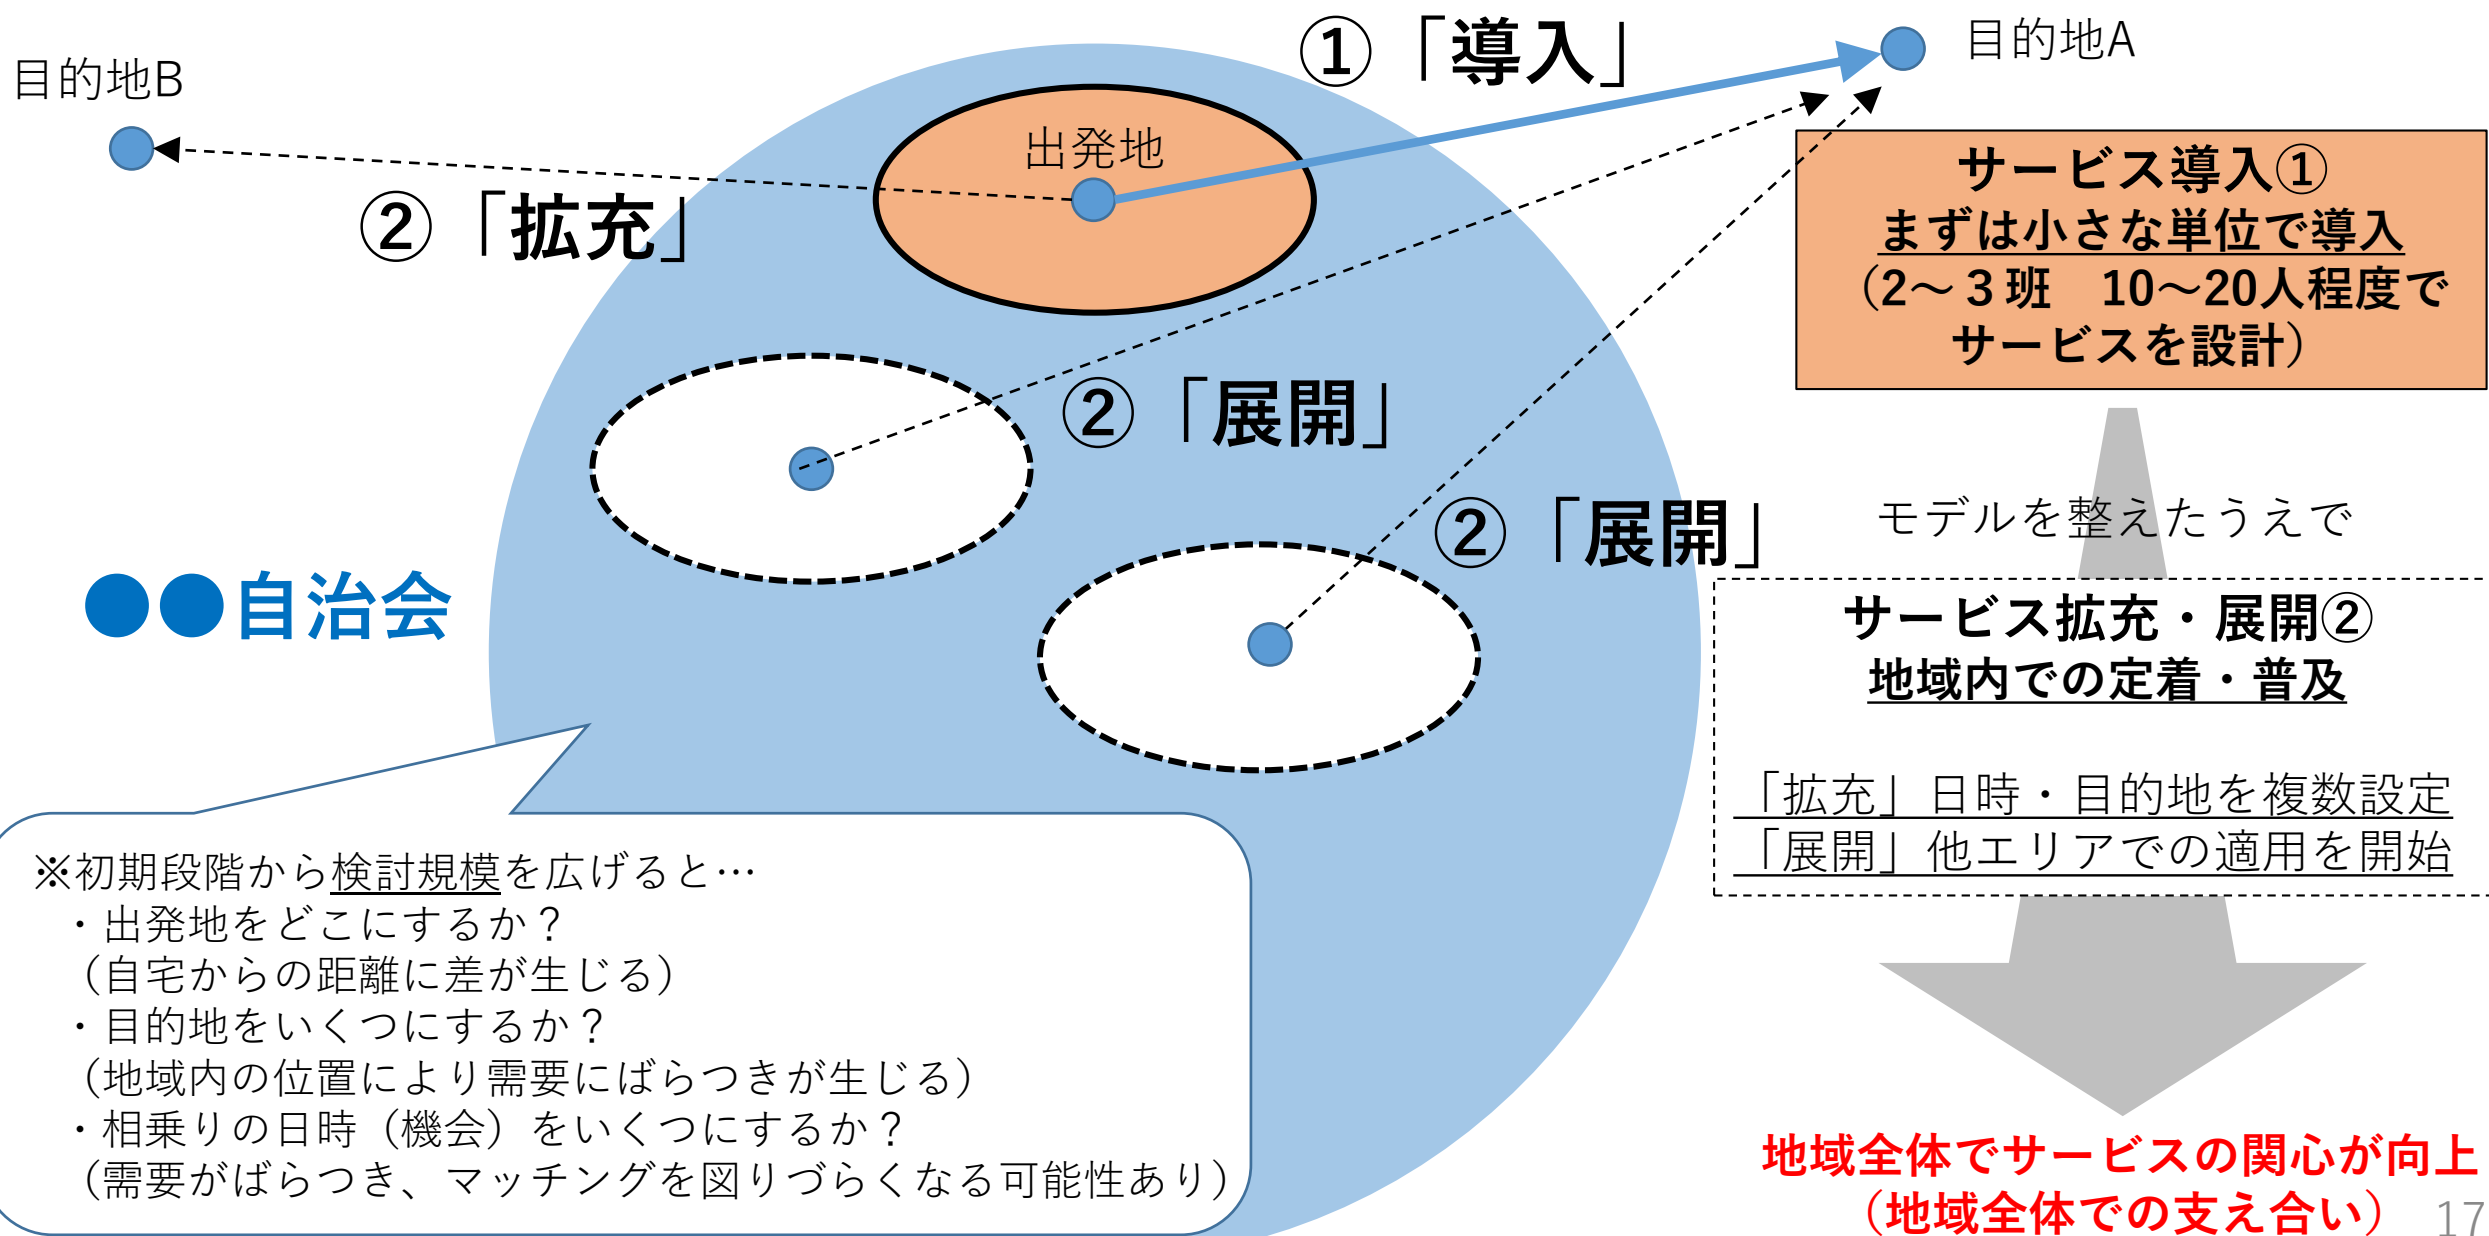 目的地B
①「導入」
目的地A
出発地
②「拡充」
②「展開」
②「展開」
●●自治会
サービス導入①
まずは小さな単位で導入
（2～３班　10～20人程度で
サービスを設計）
モデルを整えたうえで
サービス拡充・展開②
地域内での定着・普及
「拡充」日時・目的地を複数設定
「展開」他エリアでの適用を開始
※初期段階から検討規模を広げると…
・出発地をどこにするか？
（自宅からの距離に差が生じる）
・目的地をいくつにするか？
（地域内の位置により需要にばらつきが生じる）
・相乗りの日時（機会）をいくつにするか？
（需要がばらつき、マッチングを図りづらくなる可能性あり）
地域全体でサービスの関心が向上
（地域全体での支え合い）
17